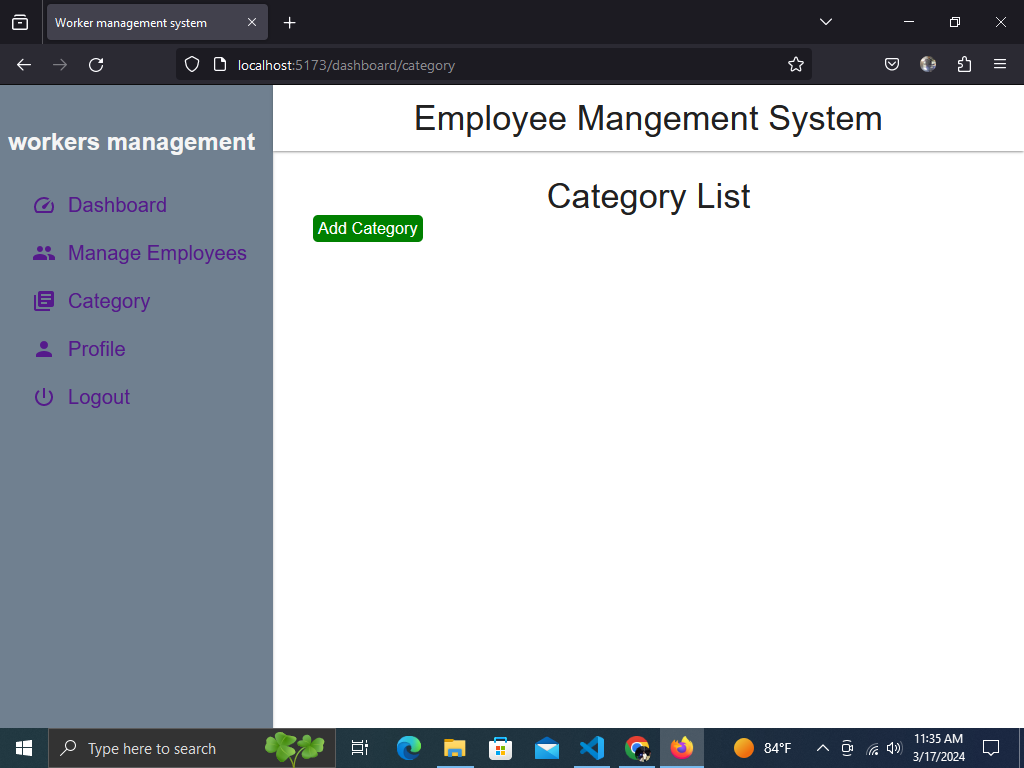 Worker management system
localhost:5173/dashboard/category
Employee Mangement System
workers management
Dashboard
Manage Employees
Category
Profile
Logout
Category List
Add Category
Type here to search
84°F
11:35 AM
3/17/2024